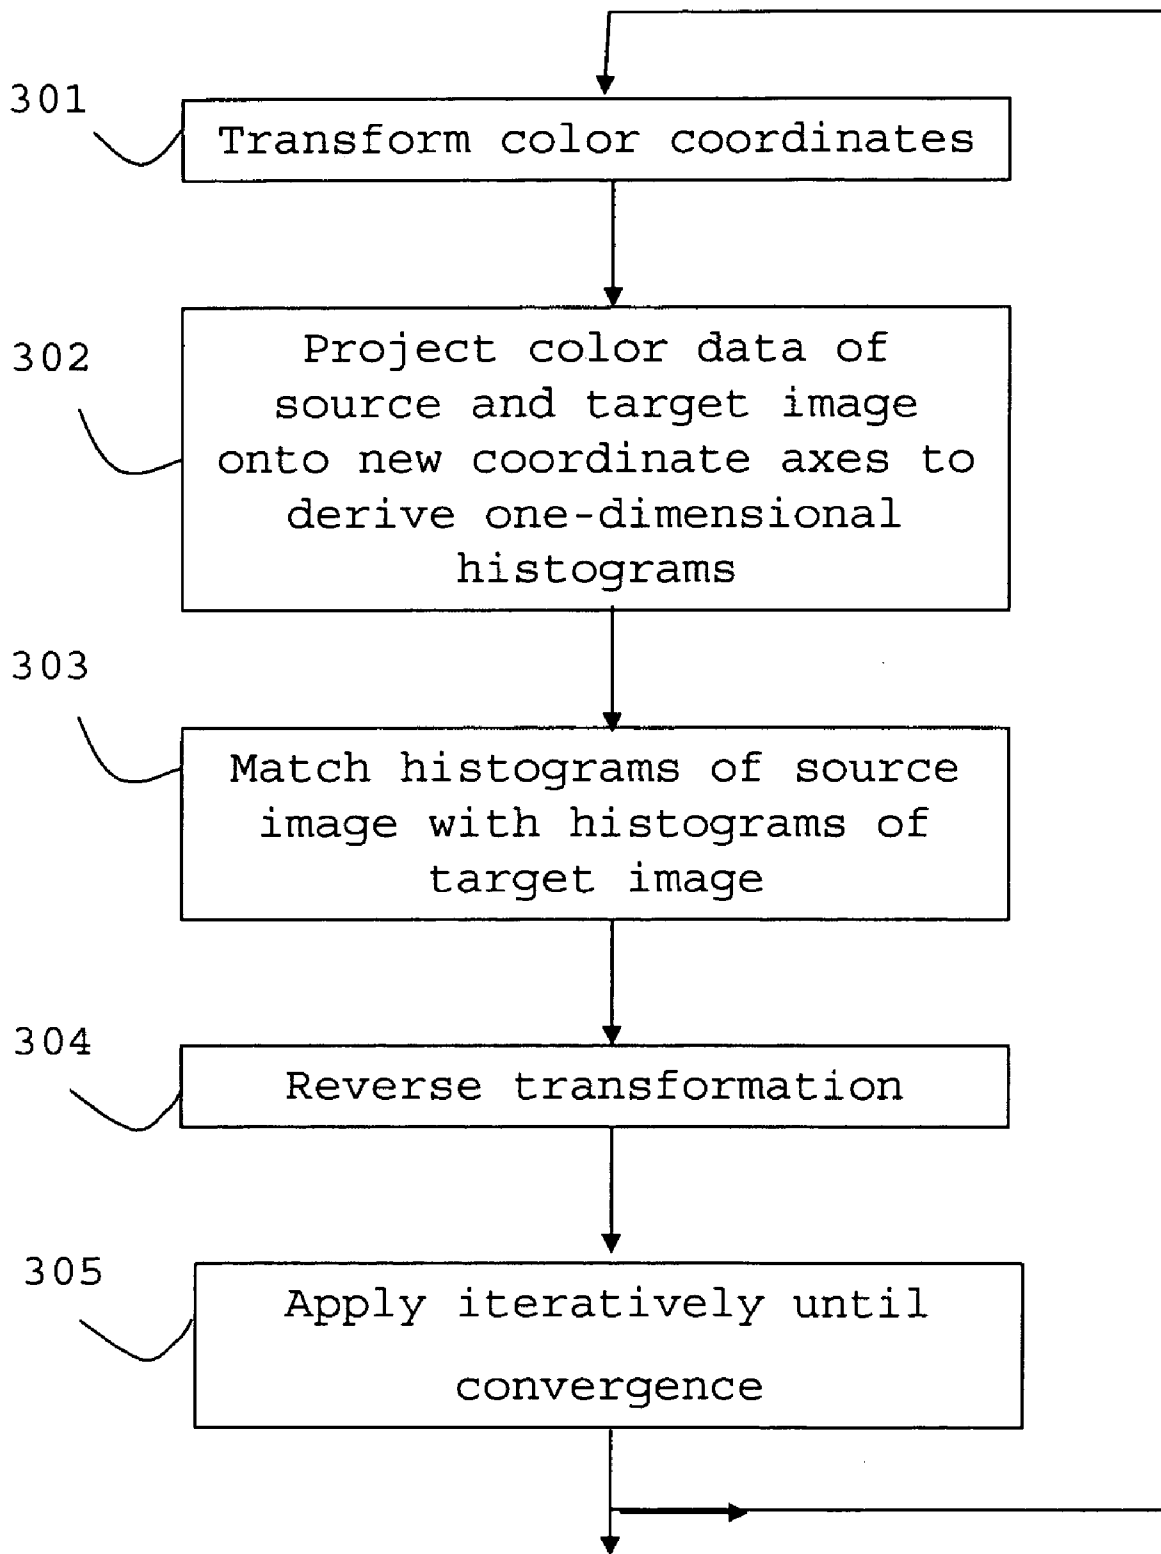 301
Transform color coordinates
302
Project color data of
source and target image
onto new coordinate axes to
derive one-dimensional
histograms
303
Match histograms of source
image with histograms of
target image
304
Reverse transformation
305
Apply iteratively until
convergence